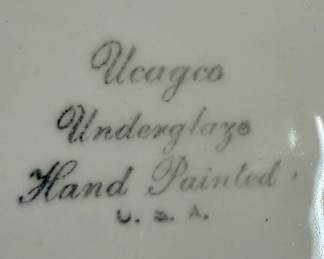 Ucagco
Underglaze
Hand Painted
U. S. A.